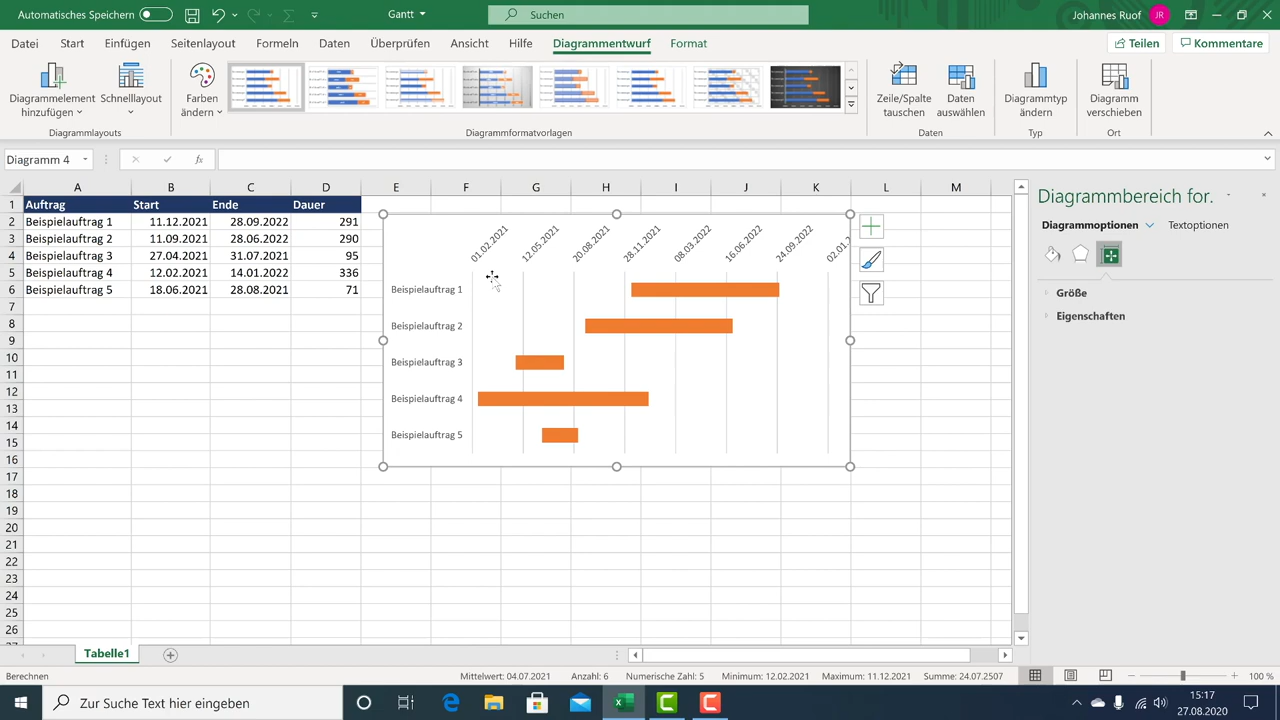 Automatisches Speichern
Gantt
Suchen
Johannes Ruof
JR
Datei Start Einfügen Seitenlayout Formeln Daten Überprüfen Ansicht Hilfe Diagrammentwurf Format
Teilen Kommentare
Diagrammelement hinzufügen
Schnelllayout
Farben ändern
Zeile/Spalte tauschen
Daten auswählen
Diagrammtyp ändern
Diagramm verschieben
Diagrammlayouts Diagrammformatvorlagen Daten Typ Ort
Diagramm 4
fx
A B C D E F G H I J K L M
1 Auftrag Start Ende Dauer
2 Beispielauftrag 1 11.12.2021 28.09.2022 291
3 Beispielauftrag 2 11.09.2021 28.06.2022 290
4 Beispielauftrag 3 27.04.2021 31.07.2021 95
5 Beispielauftrag 4 12.02.2021 14.01.2022 336
6 Beispielauftrag 5 18.06.2021 28.08.2021 71
7
8
9
10
11
12
13
14
15
16
17
18
19
20
21
22
23
24
25
26
01.02.2021 12.05.2021 20.08.2021 28.11.2021 08.03.2022 16.06.2022 24.09.2022 02.01.2
Beispielauftrag 1
Beispielauftrag 2
Beispielauftrag 3
Beispielauftrag 4
Beispielauftrag 5
Diagrammbereich for.
Diagrammoptionen Textoptionen
Größe
Eigenschaften
Tabelle1
Berechnen
Mittelwert: 04.07.2021 Anzahl: 6 Numerische Zahl: 5 Minimum: 12.02.2021 Maximum: 11.12.2021 Summe: 24.07.2507
100 %
Zur Suche Text hier eingeben
15:17
27.08.2020